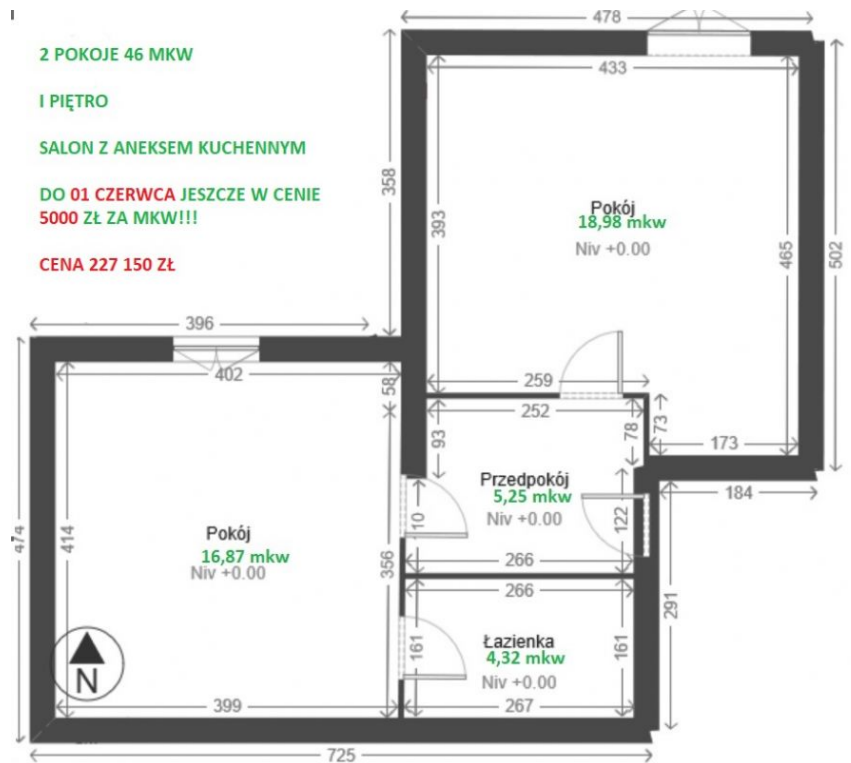 2 POKOJE 46 MKW
I PIĘTRO
SALON Z ANEKSEM KUCHENNYM
DO 01 CZERWCA JESZCZE W CENIE
5000 ZŁ ZA MKW!!!
CENA 227 150 ZŁ
478
433
358
393
Pokój
18,98 mkw
Niv +0.00
465
502
396
402
58
259
252
93
78
73
173
184
Przedpokój
5,25 mkw
Niv +0.00
10
122
266
474
414
Pokój
16,87 mkw
Niv +0.00
356
266
291
161
Łazienka
4,32 mkw
Niv +0.00
161
N
399
267
725